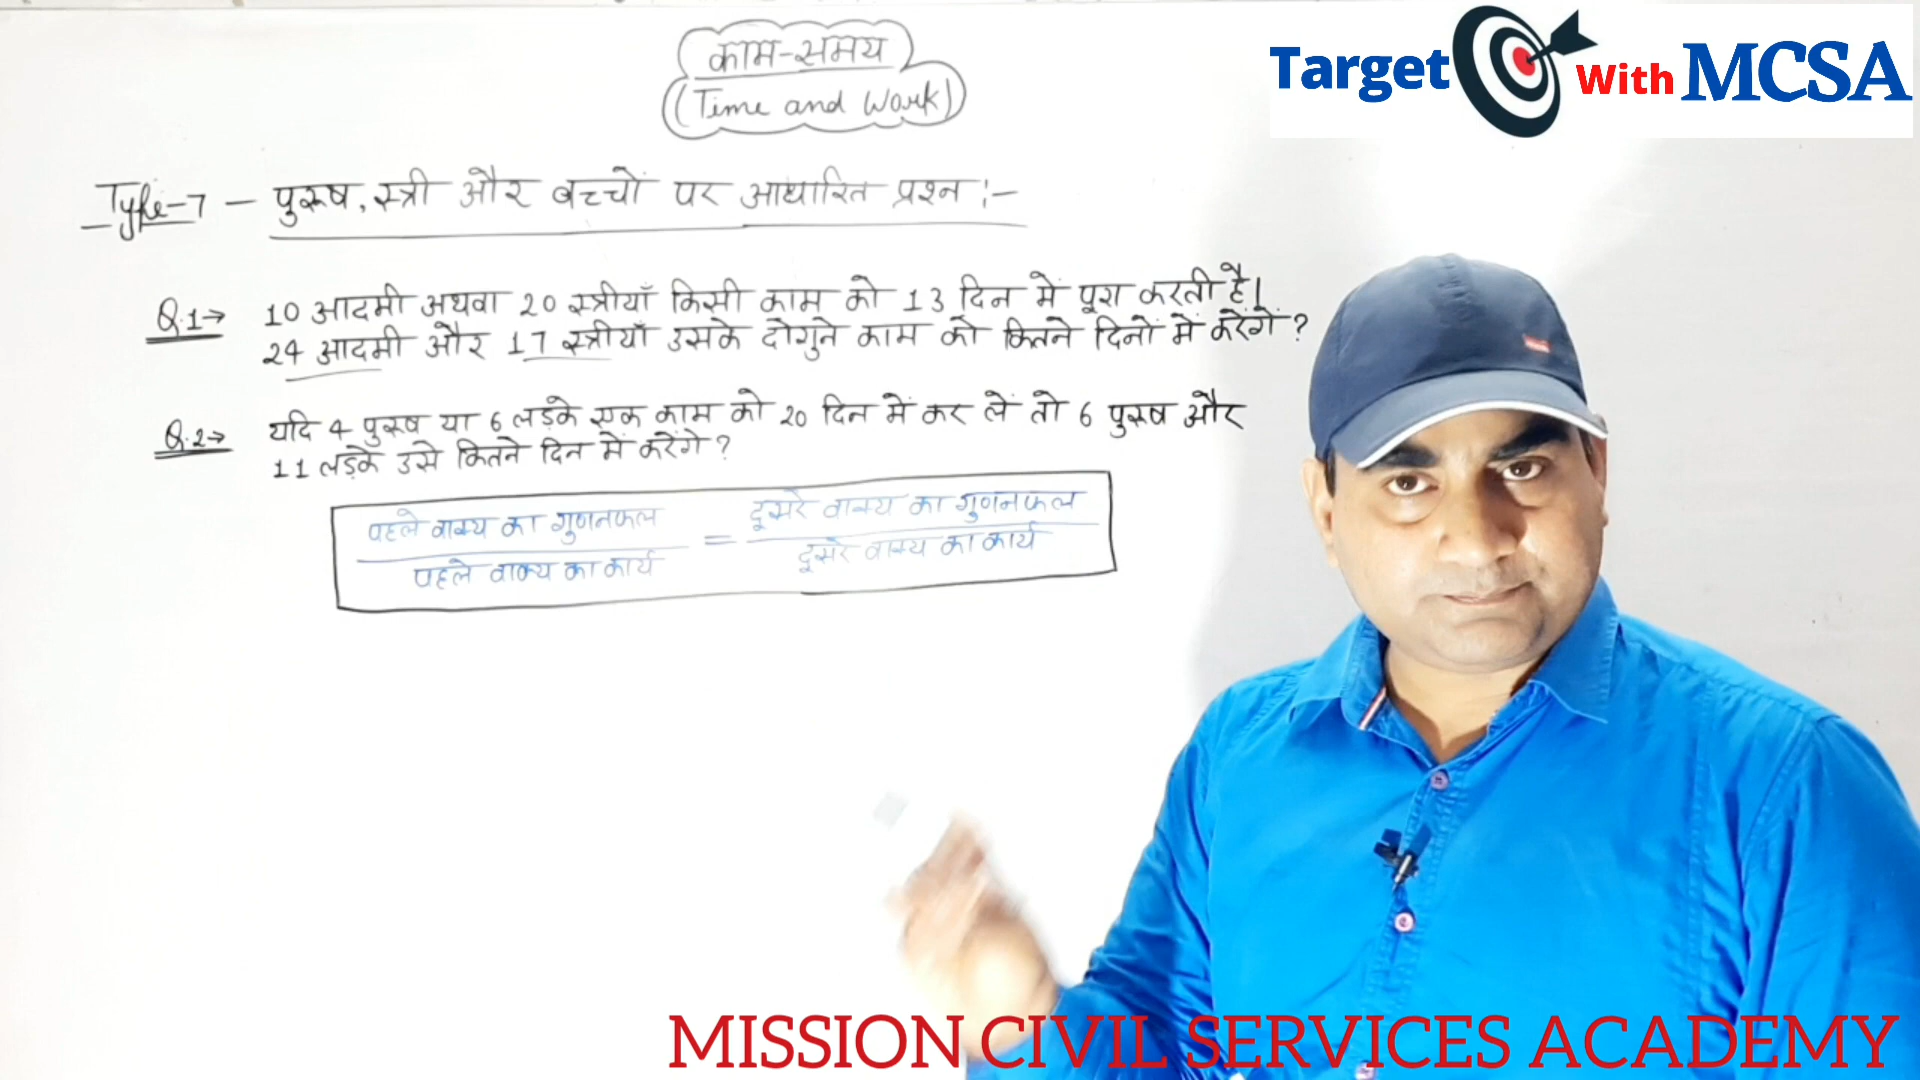 काम-समय
(Time and Work)
Target With MCSA
Type-7 - पुरूष, स्त्री और बच्चों पर आधारित प्रश्न :-
Q.1→ 10 आदमी अथवा 20 स्त्रीयाँ किसी काम को 13 दिन में पूरा करती है।
24 आदमी और 17 स्त्रीयाँ उसके दोगुने काम को कितने दिनों में करेंगे ?
Q.2→ यदि 4 पुरूष या 6 लड़के एक काम को 20 दिन में कर लें तो 6 पुरूष और
11 लड़के उसे कितने दिन में करेंगे ?
पहले वाक्य का गुणनफल = दूसरे वाक्य का गुणनफल
पहले वाक्य का कार्य दूसरे वाक्य का कार्य
MISSION CIVIL SERVICES ACADEMY